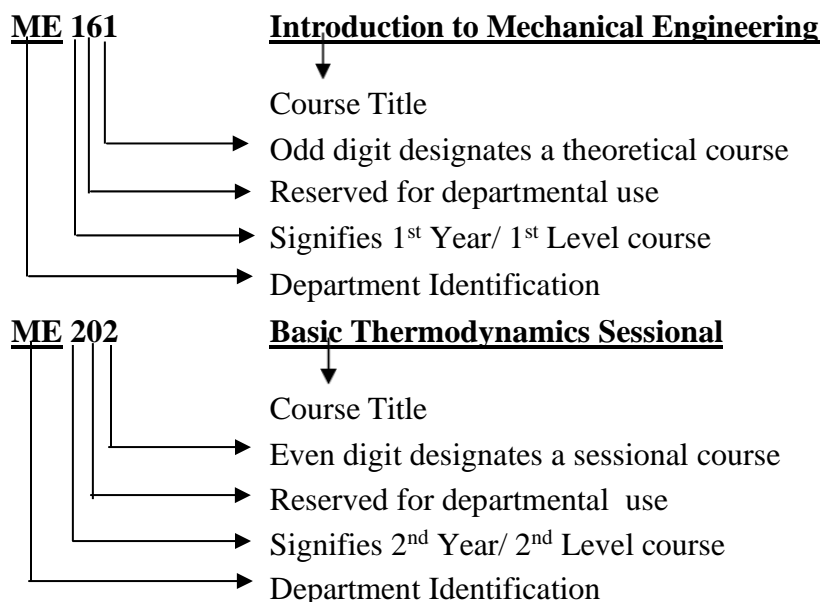 ME 161 Introduction to Mechanical Engineering
Course Title
Odd digit designates a theoretical course
Reserved for departmental use
Signifies 1st Year/ 1st Level course
Department Identification
ME 202 Basic Thermodynamics Sessional
Course Title
Even digit designates a sessional course
Reserved for departmental use
Signifies 2nd Year/ 2nd Level course
Department Identification